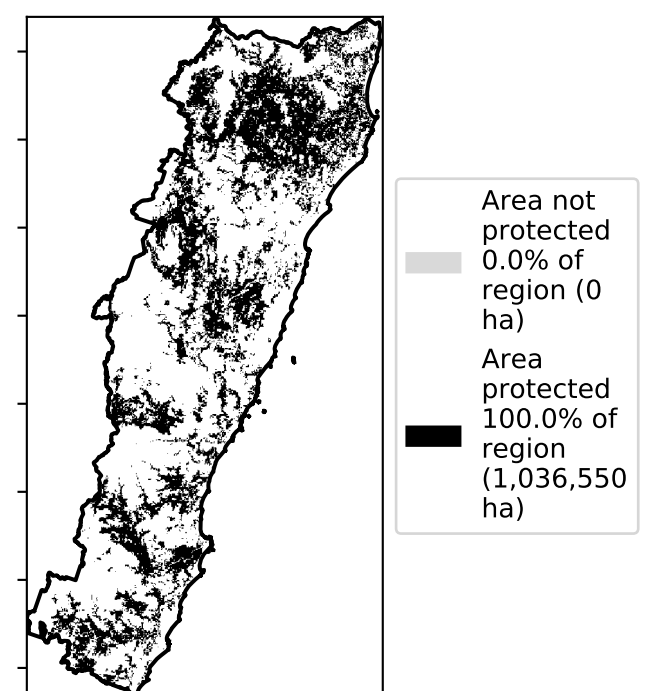 Area not
protected
0.0% of
region (0
ha)
Area
protected
100.0% of
region
(1,036,550
ha)